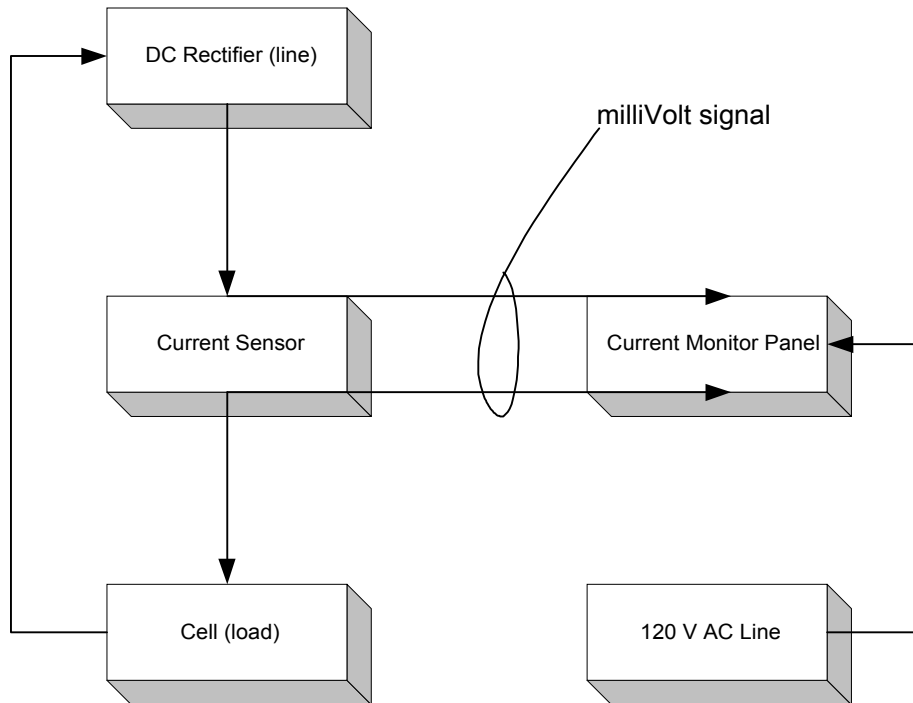 DC Rectifier (line)
milliVolt signal
Current Sensor
Current Monitor Panel
Cell (load)
120 V AC Line